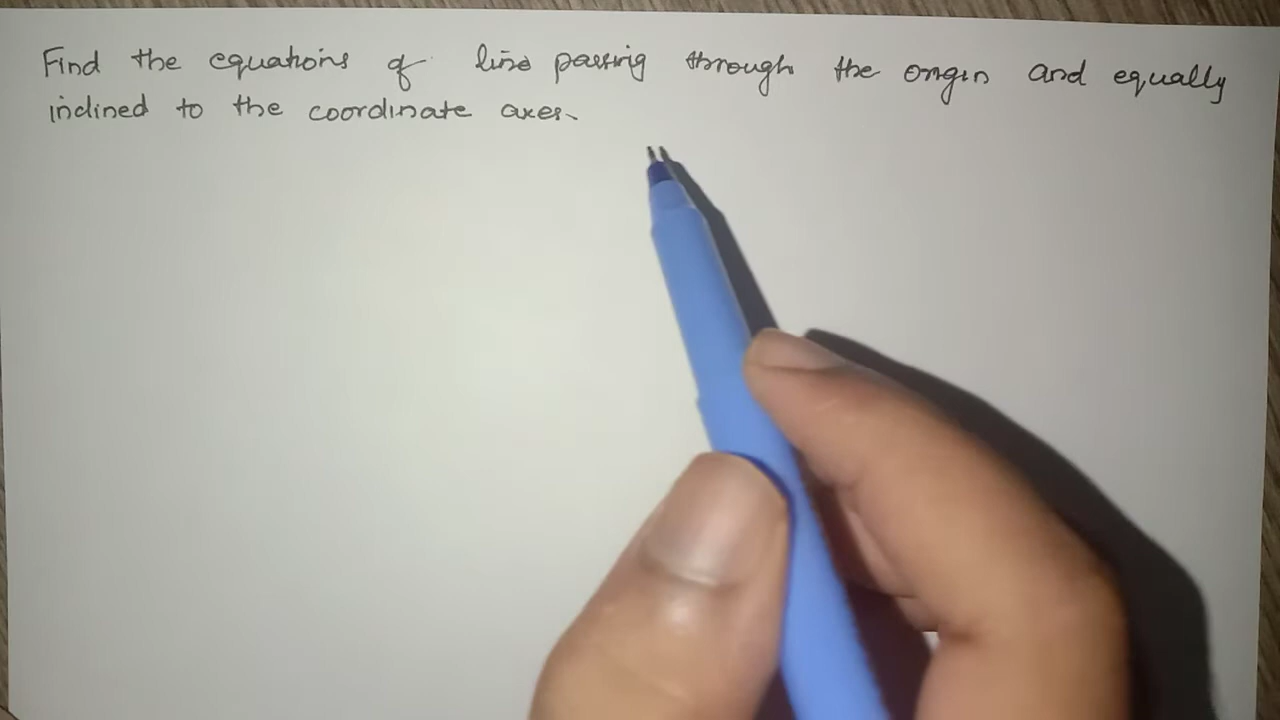 Find the equations of line passing through the origin and equally
inclined to the coordinate axes.